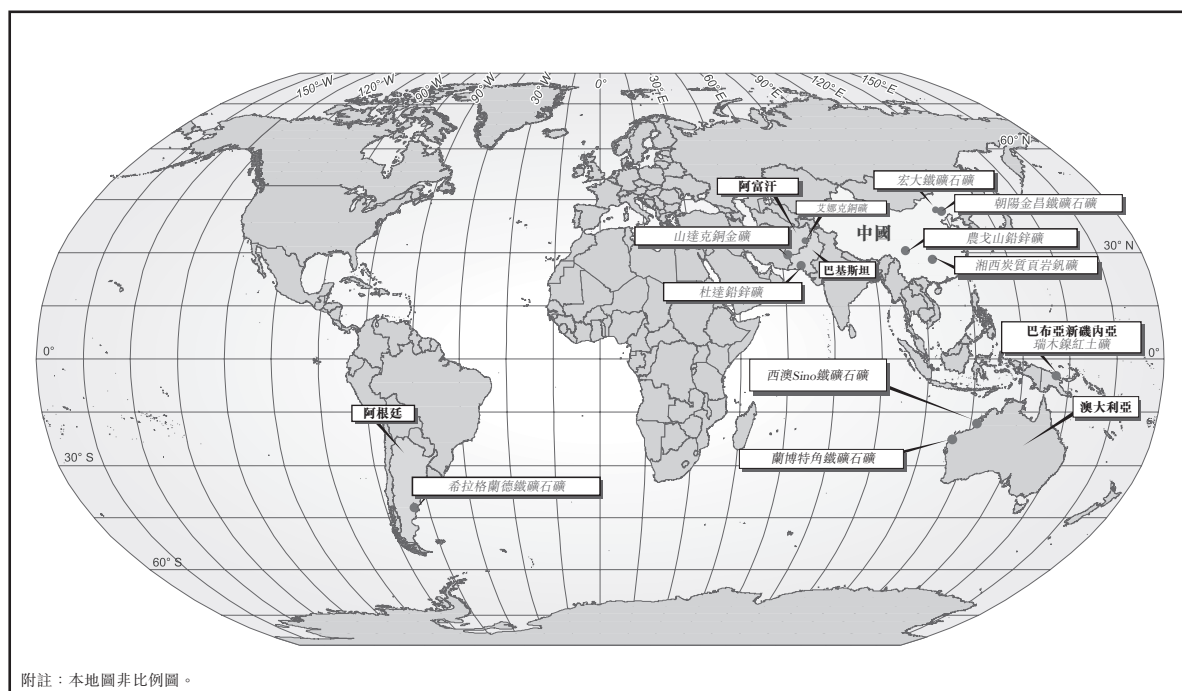 150° W
120° W
90° W
90° W
30° W
0°
30° E
60° E
90° E
120° E
150° E
60° N
宏大鐵礦石礦
阿富汗
朝陽金昌鐵礦石礦
艾娜克銅礦
山達克銅金礦
中國
農戈山鉛鋅礦
30° N
湘西炭質頁岩釩礦
巴基斯坦
杜達鉛鋅礦
巴布亞新磯內亞
瑞木鎳紅土礦
0°
0°
西澳Sino鐵礦石礦
阿根廷
澳大利亞
30° S
蘭博特角鐵礦石礦
希拉格蘭德鐵礦石礦
60° S
附註：本地圖非比例圖。